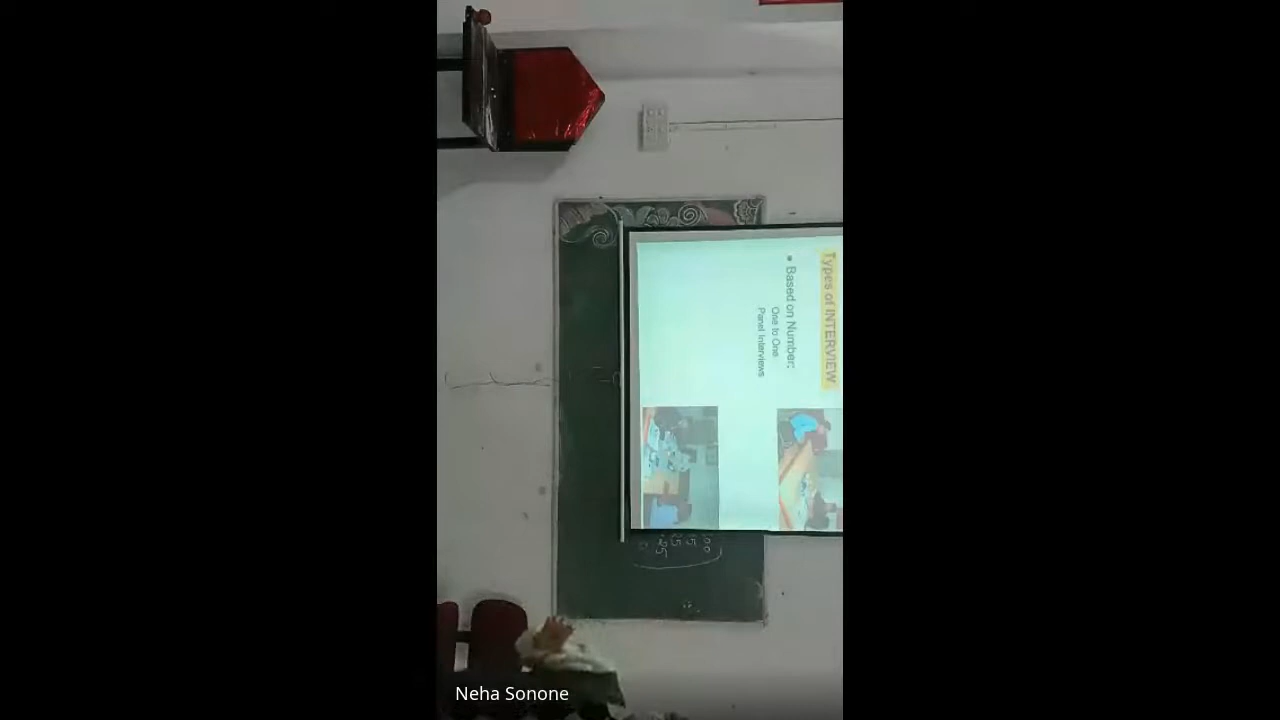 Types of INTERVIEW
• Based on Number:
One to One
Panel Interviews
Neha Sonone